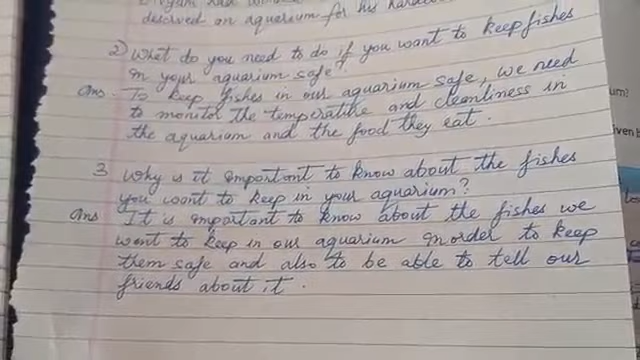 deserved an aquarium for his
2) What do you need to do if you want to keep fishes
in your aquarium safe?
Ans. To keep fishes in our aquarium safe, we need
to monitor the temperature and cleanliness in
the aquarium and the food they eat.
3 Why is it important to know about the fishes
you want to keep in your aquarium?
Ans It is important to know about the fishes we
want to keep in our aquarium inorder to keep
them safe and also to be able to tell our
friends about it.